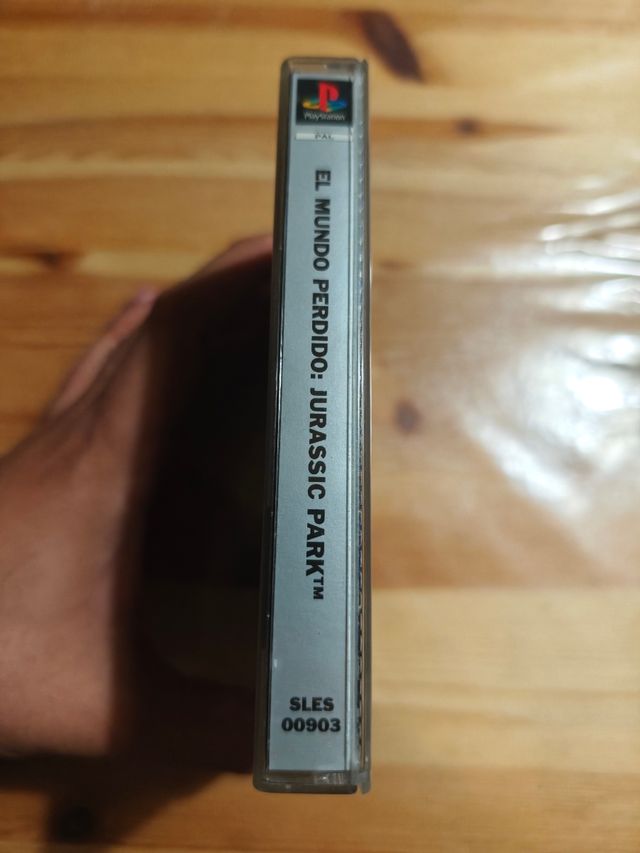 PlayStation
PAL
EL MUNDO PERDIDO: JURASSIC PARK™
SLES
00903